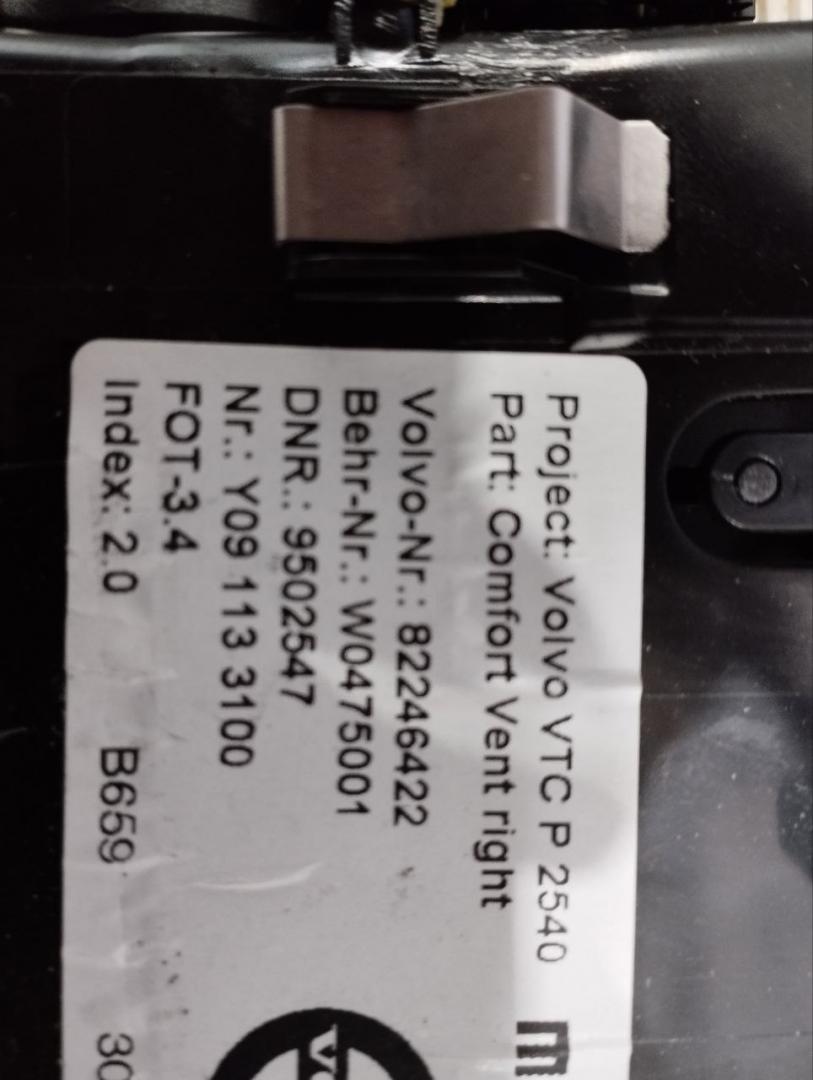 Project: Volvo VTC P 2540
Part: Comfort Vent right
Volvo-Nr.: 82246422
Behr-Nr.: W0475001
DNR.: 9502547
Nr.: Y09 113 3100
FOT-3.4
Index: 2.0 B659 30